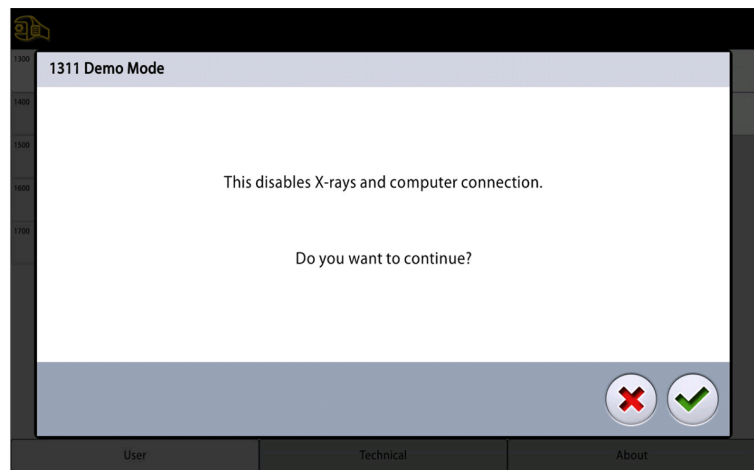 1300
1311 Demo Mode
1400
1500
This disables X-rays and computer connection.
1600
1700
Do you want to continue?
User
Technical
About